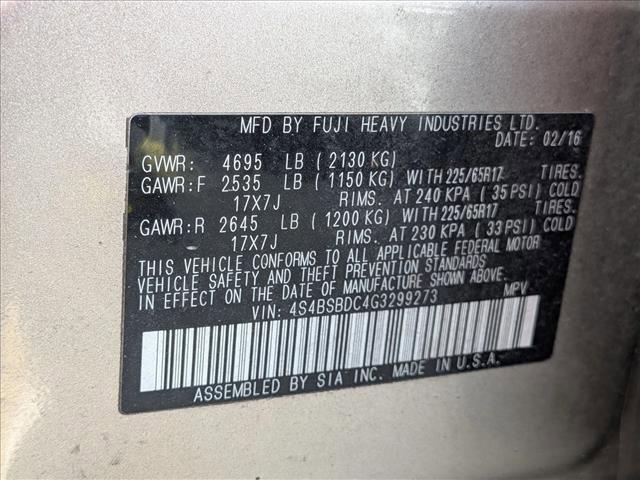 MFD BY FUJI HEAVY INDUSTRIES LTD.
DATE: 02/16
GVWR: 4695 LB (2130 KG)
GAWR:F 2535 LB (1150 KG) WITH 225/65R17 TIRES.
17X7J RIMS. AT 240 KPA (35 PSI) COLD
GAWR:R 2645 LB (1200 KG) WITH 225/65R17 TIRES.
17X7J RIMS. AT 230 KPA (33 PSI) COLD
THIS VEHICLE CONFORMS TO ALL APPLICABLE FEDERAL MOTOR
VEHICLE SAFETY AND THEFT PREVENTION STANDARDS
IN EFFECT ON THE DATE OF MANUFACTURE SHOWN ABOVE.
VIN: 4S4BSBDC4G3299273 MPV
ASSEMBLED BY SIA INC. MADE IN U.S.A.